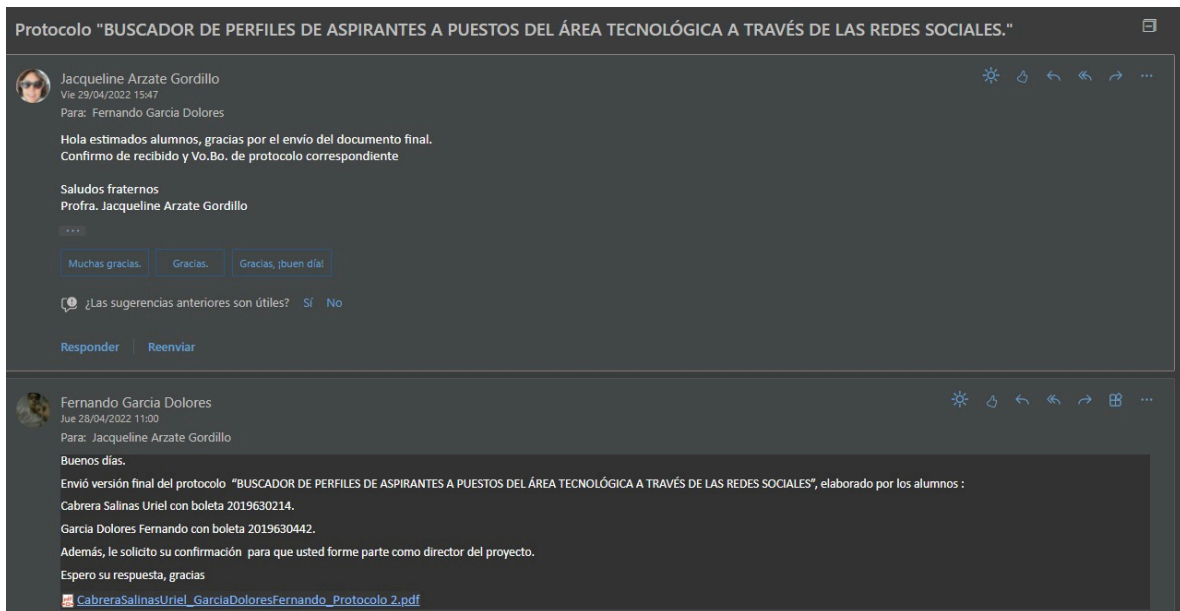 Protocolo "BUSCADOR DE PERFILES DE ASPIRANTES A PUESTOS DEL ÁREA TECNOLÓGICA A TRAVÉS DE LAS REDES SOCIALES."
Jacqueline Arzate Gordillo
Vie 29/04/2022 15:47
Para: Fernando Garcia Dolores
Hola estimados alumnos, gracias por el envío del documento final.
Confirmo de recibido y Vo.Bo. de protocolo correspondiente
Saludos fraternos
Profra. Jacqueline Arzate Gordillo
...
Muchas gracias. Gracias. Gracias, ¡buen día!
¿Las sugerencias anteriores son útiles? Sí No
Responder Reenviar
Fernando Garcia Dolores
Jue 28/04/2022 11:00
Para: Jacqueline Arzate Gordillo
Buenos días.
Envió versión final del protocolo “BUSCADOR DE PERFILES DE ASPIRANTES A PUESTOS DEL ÁREA TECNOLÓGICA A TRAVÉS DE LAS REDES SOCIALES”, elaborado por los alumnos :
Cabrera Salinas Uriel con boleta 2019630214.
Garcia Dolores Fernando con boleta 2019630442.
Además, le solicito su confirmación para que usted forme parte como director del proyecto.
Espero su respuesta, gracias
CabreraSalinasUriel_GarciaDoloresFernando_Protocolo 2.pdf